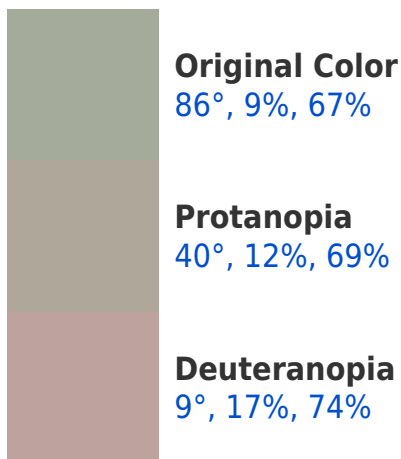 Original Color
86°, 9%, 67%
Protanopia
40°, 12%, 69%
Deuteranopia
9°, 17%, 74%